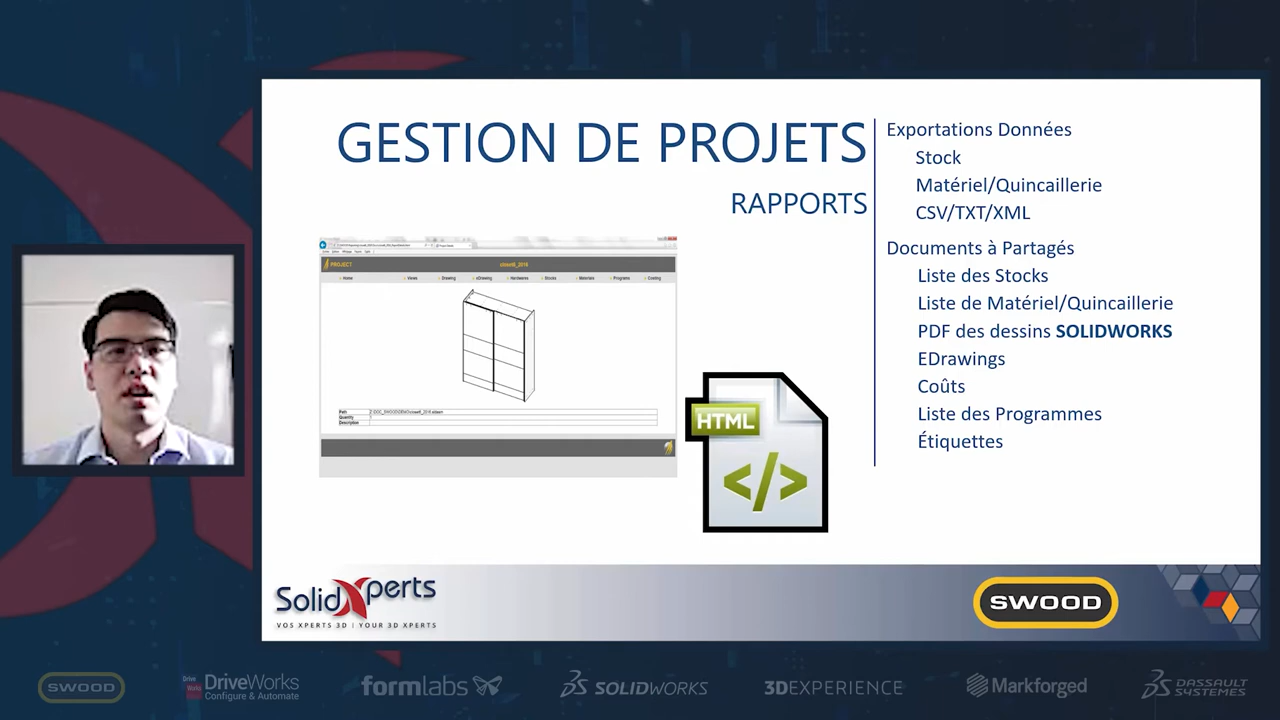 GESTION DE PROJETS
RAPPORTS
Exportations Données
Stock
Matériel/Quincaillerie
CSV/TXT/XML
Documents à Partagés
Liste des Stocks
Liste de Matériel/Quincaillerie
PDF des dessins SOLIDWORKS
EDrawings
Coûts
Liste des Programmes
Étiquettes
PROJECT
Home Views Drawing eDrawing Hardwares Stocks Materials Programs Costing
Path
Quantity
Description
HTML
</>
SolidXperts
VOS XPERTS 3D | YOUR 3D XPERTS
SWOOD
SWOOD
DriveWorks
Configure & Automate
formlabs
SOLIDWORKS
3DEXPERIENCE
Markforged
DASSAULT
SYSTEMES